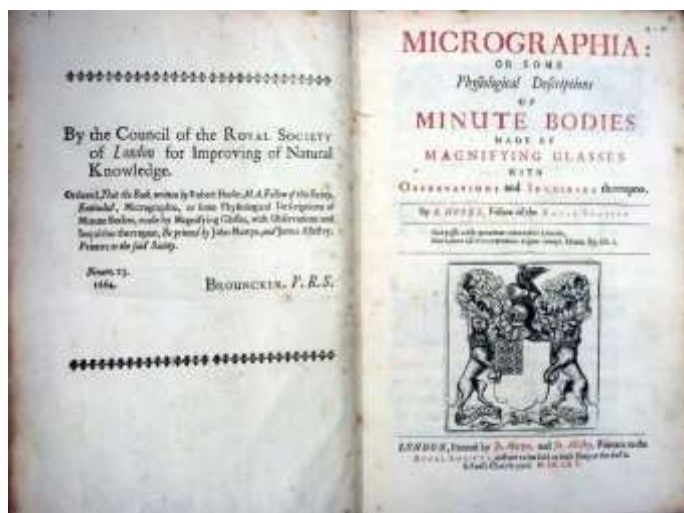 By the Council of the ROYAL SOCIETY
of London for Improving of Natural
Knowledge.
Ordered, That the Book written by Robert Hooke, M.A. Fellow of this Society,
Entituled, Micrographia, or some Physiological Descriptions of
Minute Bodies, made by Magnifying Glasses, with Observations and
Inquiries thereupon, Be printed by John Martyn, and James Allestry,
Printers to the said Society.
Novem. 23.
1664.
BROUNCKER. P. R. S.
MICROGRAPHIA:
OR SOME
Physiological Descriptions
OF
MINUTE BODIES
MADE BY
MAGNIFYING GLASSES
WITH
OBSERVATIONS and INQUIRIES thereupon.
By R. HOOKE, Fellow of the ROYAL SOCIETY
LONDON, Printed by Jo. Martyn, and Ja. Allestry, Printers to the
ROYAL SOCIETY